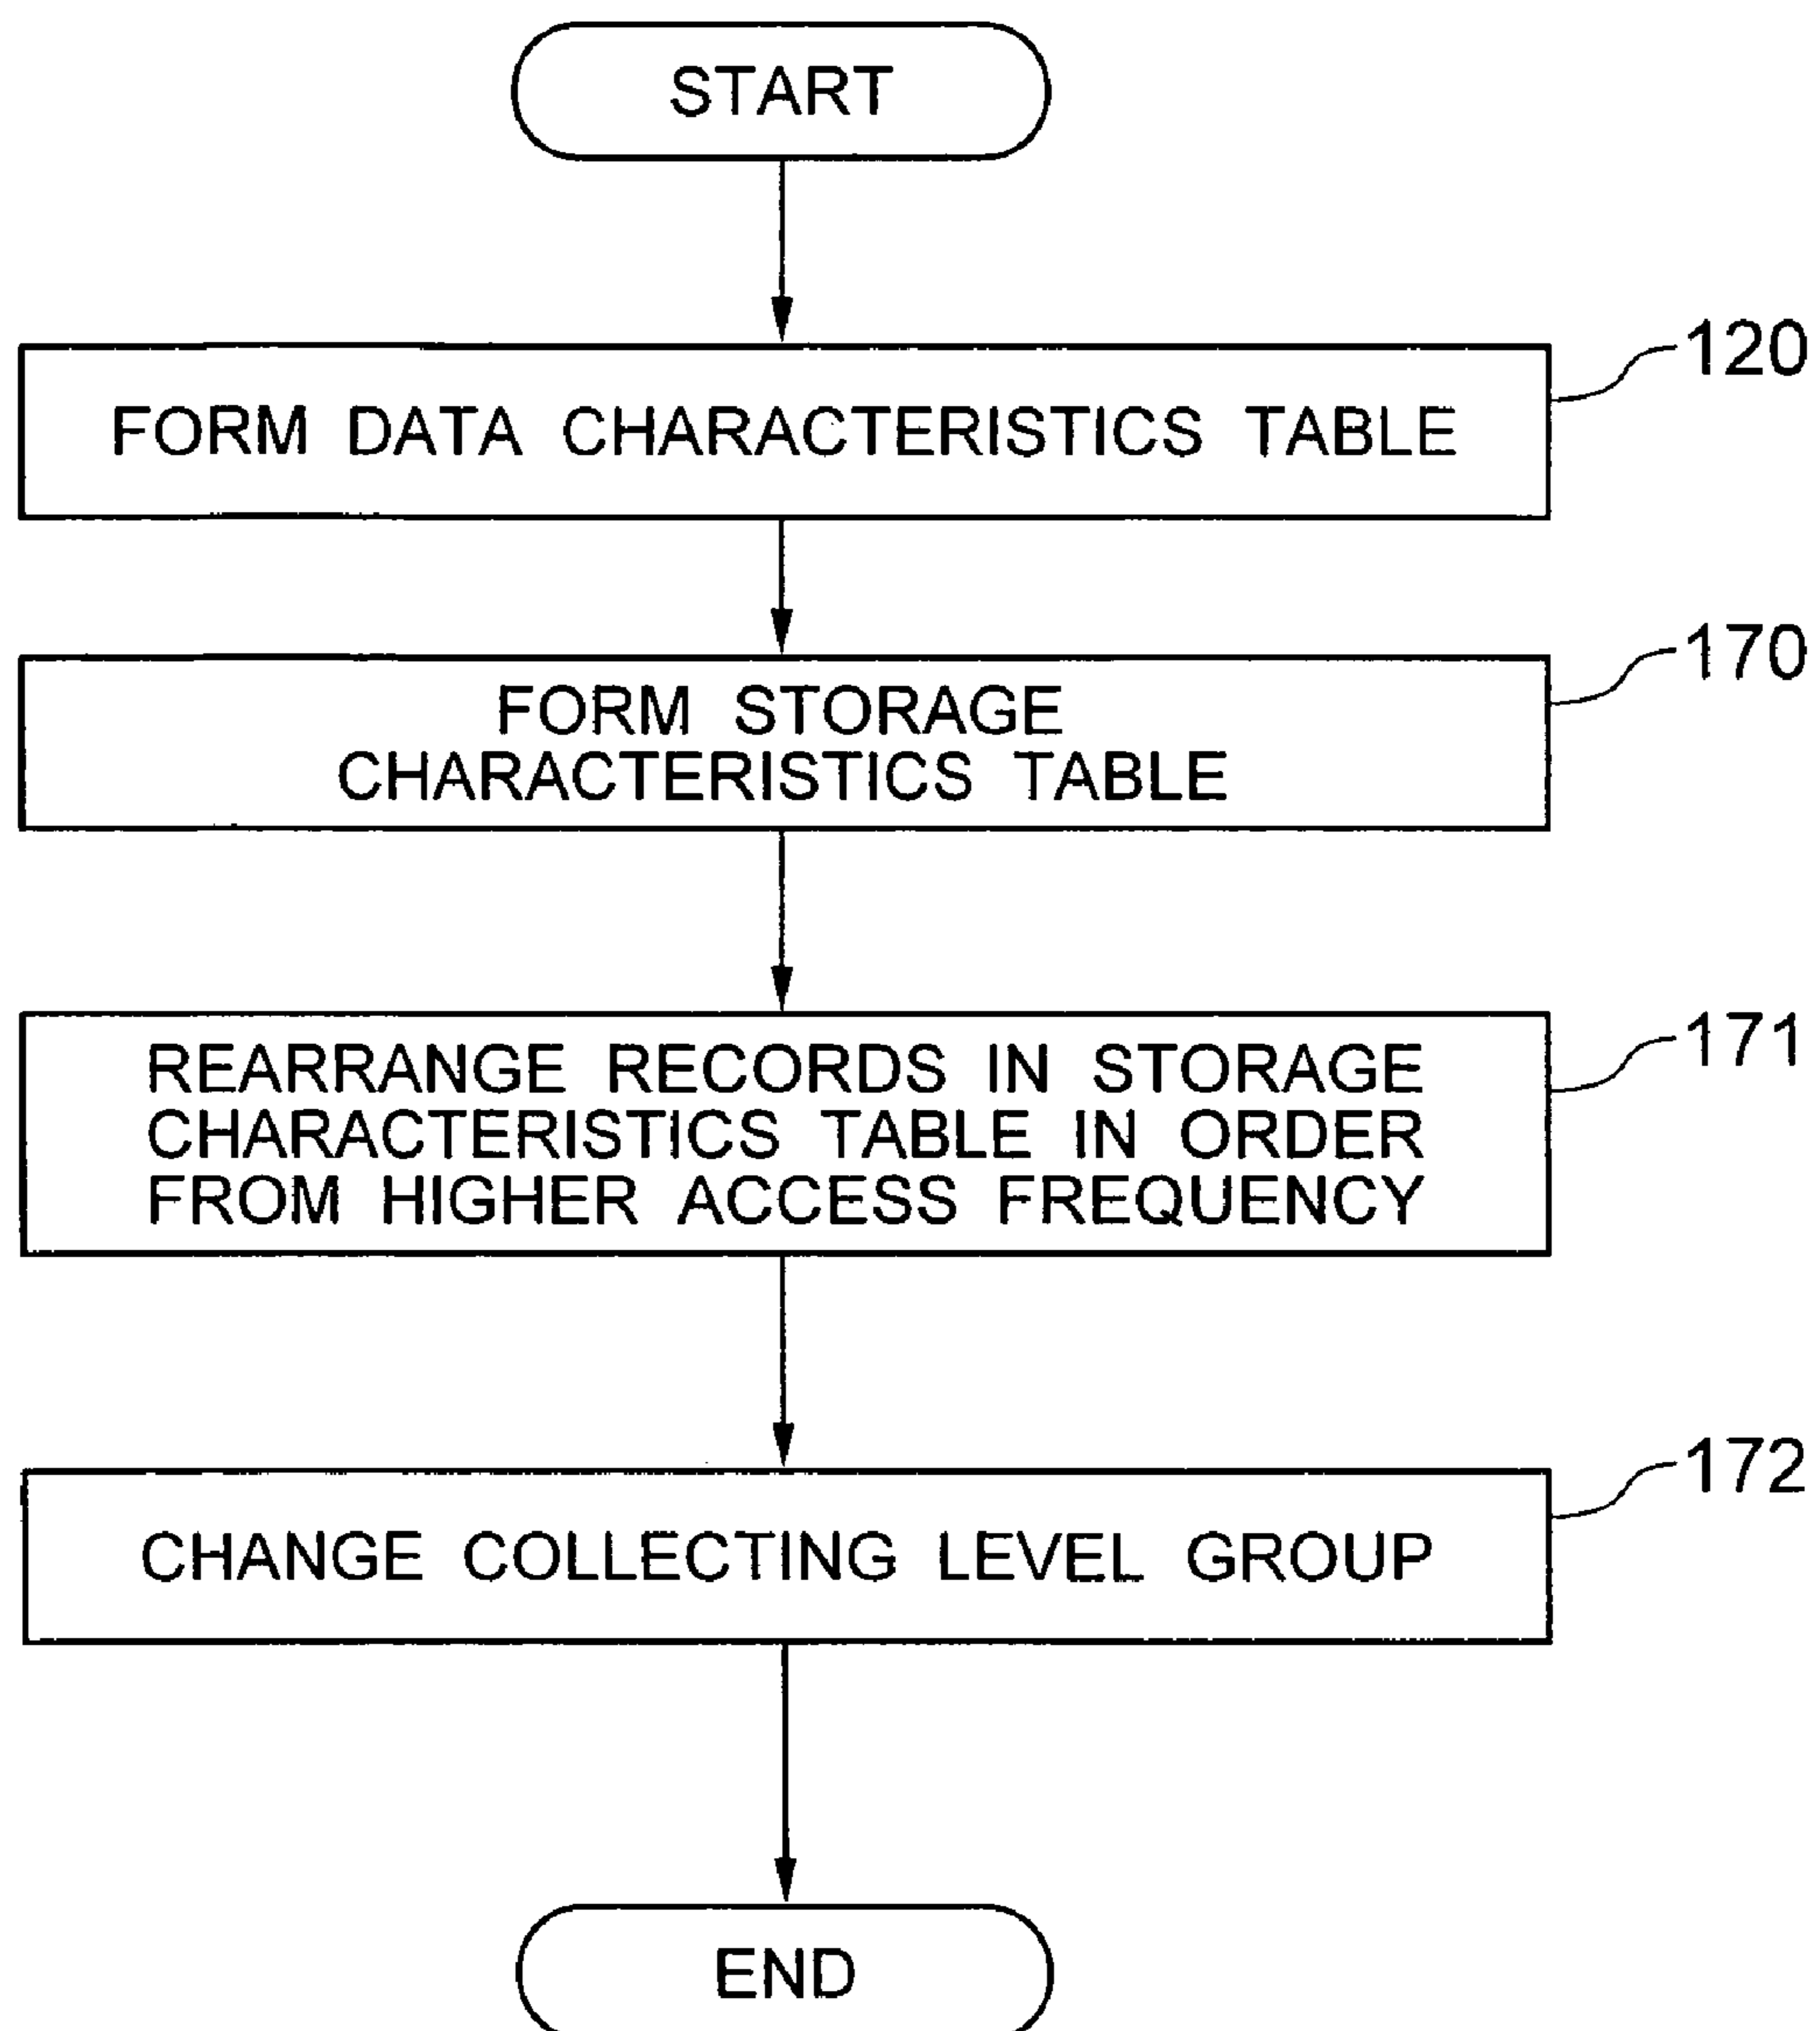 START
120
FORM DATA CHARACTERISTICS TABLE
170
FORM STORAGE
CHARACTERISTICS TABLE
171
REARRANGE RECORDS IN STORAGE
CHARACTERISTICS TABLE IN ORDER
FROM HIGHER ACCESS FREQUENCY
172
CHANGE COLLECTING LEVEL GROUP
END